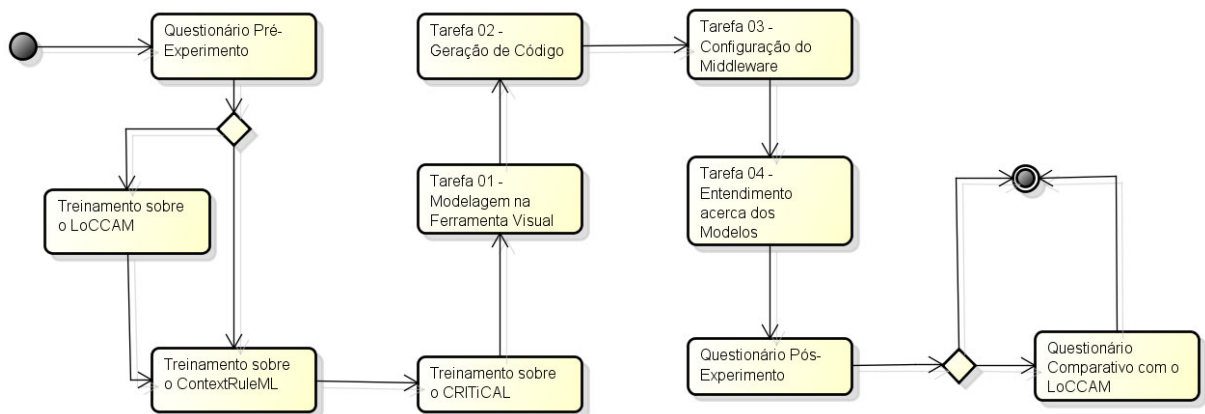 Questionário Pré-
Experimento
Treinamento sobre
o LoCCAM
Treinamento sobre
o ContextRuleML
Treinamento sobre
o CRITiCAL
Tarefa 01 -
Modelagem na
Ferramenta Visual
Tarefa 02 -
Geração de Código
Tarefa 03 -
Configuração do
Middleware
Tarefa 04 -
Entendimento
acerca dos
Modelos
Questionário Pós-
Experimento
Questionário
Comparativo com o
LoCCAM